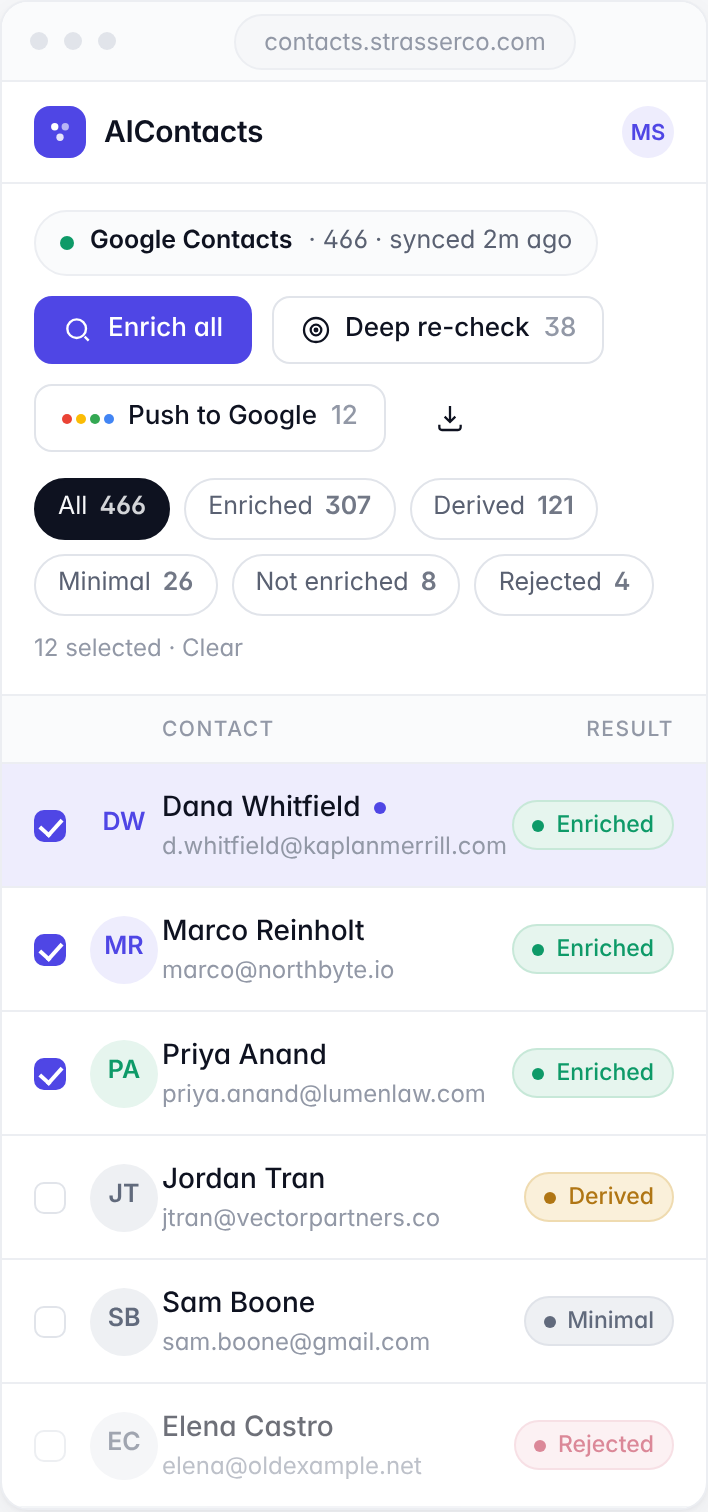 contacts.strasserco.com
AIContacts
MS
Google Contacts · 466 · synced 2m ago
Enrich all
Deep re-check 38
Push to Google 12
All 466
Enriched 307
Derived 121
Minimal 26
Not enriched 8
Rejected 4
12 selected · Clear
CONTACT
RESULT
DW
Dana Whitfield
d.whitfield@kaplanmerrill.com
Enriched
MR
Marco Reinholt
marco@northbyte.io
Enriched
PA
Priya Anand
priya.anand@lumenlaw.com
Enriched
JT
Jordan Tran
jtran@vectorpartners.co
Derived
SB
Sam Boone
sam.boone@gmail.com
Minimal
EC
Elena Castro
elena@oldexample.net
Rejected